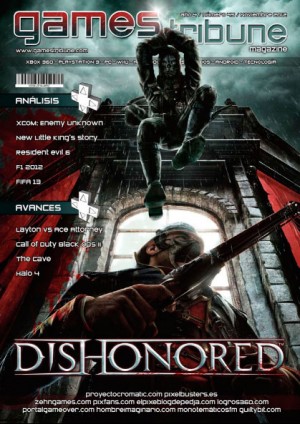 games tribune
magazine
www.gamestribune.com
XBOX 360 - PLAYSTATION 3 - PC - WII - ANDROID - TECNOLOGÍA
ANÁLISIS
XCOM: Enemy Unknown
New Little King's Story
Resident evil 6
F1 2012
FIFA 13
AVANCES
Layton vs Ace Attorney
Call of Duty Black Ops II
The Cave
Halo 4
DISHONORED
proyectocromatic.com pixelbusters.es
zehngames.com pixfans.com elpixeblogdepedja.com logros360.com
portalgameover.com hombreimaginario.com monotematicosfm guiltybit.com